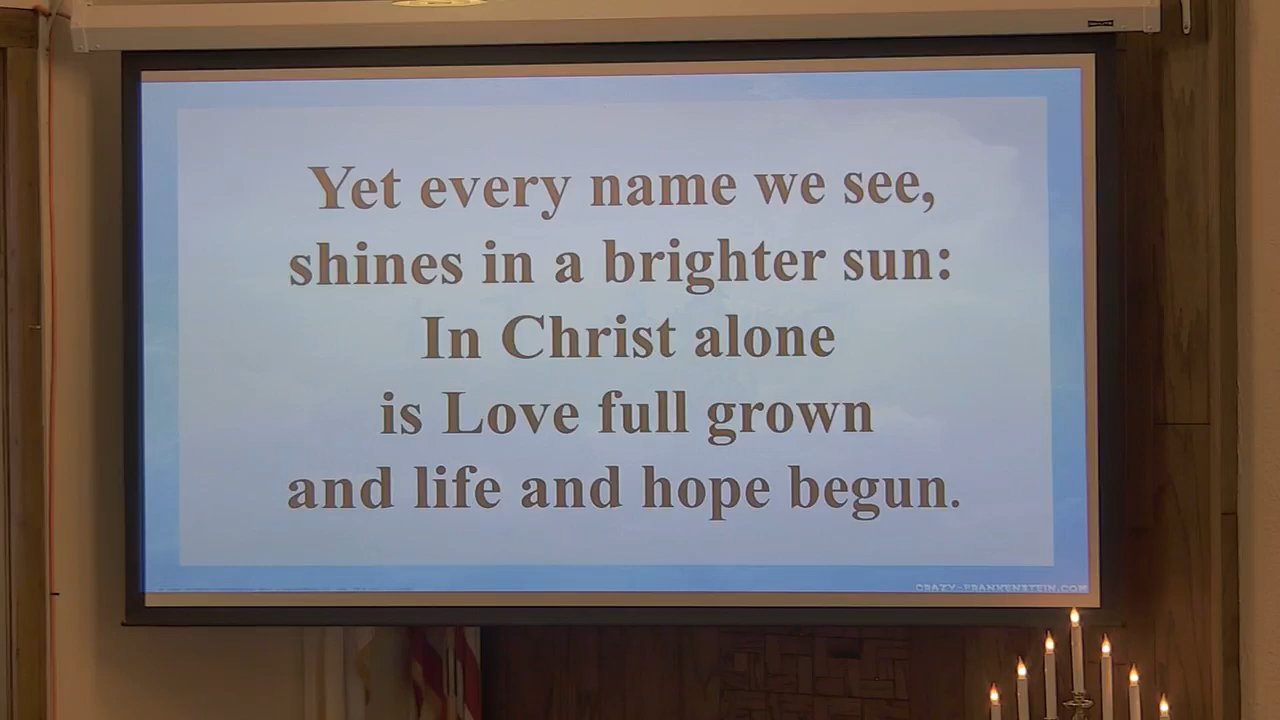 Yet every name we see,
shines in a brighter sun:
In Christ alone
is Love full grown
and life and hope begun.
CRAZY-FRANKENSTEIN.COM